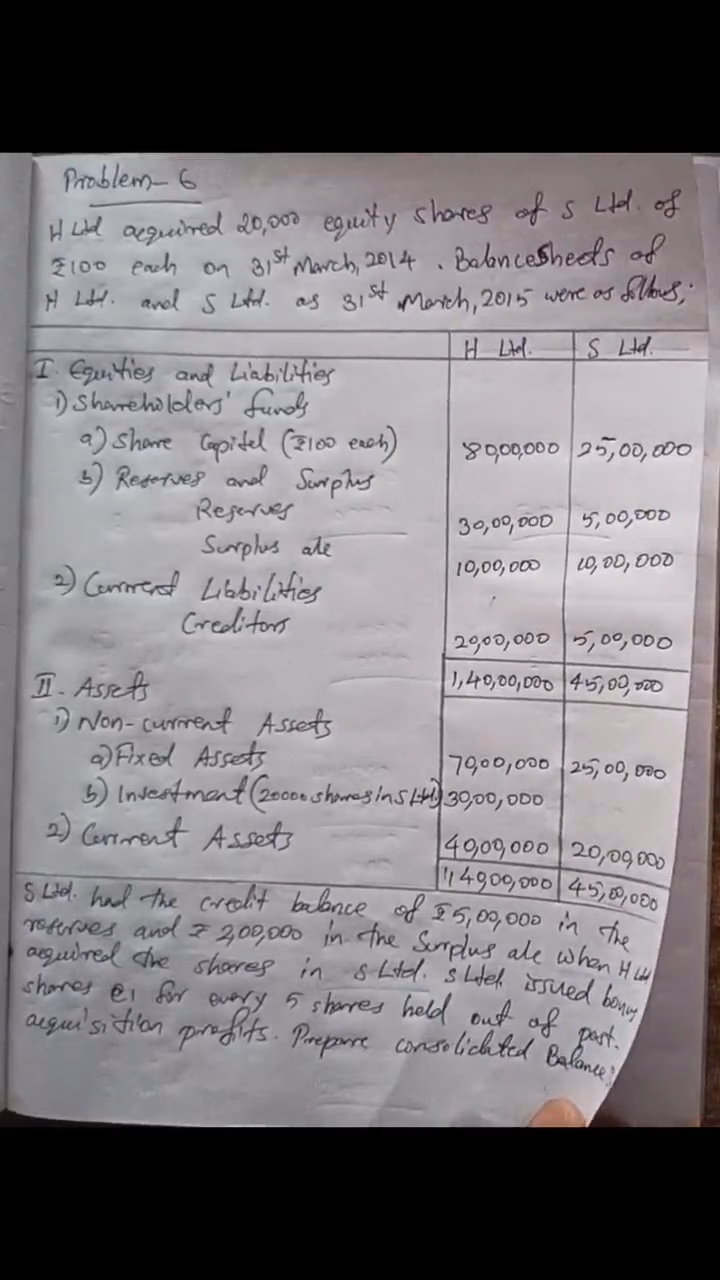 Problem-6
H Ltd acquired 20,000 equity shares of S Ltd. of
₹100 each on 31st March, 2014. Balance Sheets of
H Ltd. and S Ltd. as 31st March, 2015 were as follows;
H Ltd. S Ltd.
I. Equities and Liabilities
1) Shareholders' funds
a) Share Capital (₹100 each) 80,00,000 25,00,000
b) Reserves and Surplus
Reserves 30,00,000 5,00,000
Surplus a/c 10,00,000 10,00,000
2) Current Liabilities
Creditors 20,00,000 5,00,000
1,40,00,000 45,00,000
II. Assets
1) Non-current Assets
a) Fixed Assets 70,00,000 25,00,000
b) Investment (20000 shares in S Ltd) 30,00,000
2) Current Assets 40,00,000 20,00,000
1,40,00,000 45,00,000
S Ltd. had the credit balance of ₹5,00,000 in the
reserves and ₹ 2,00,000 in the Surplus a/c when H Ltd
acquired the shares in S Ltd. S Ltd. issued bonus
shares @1 for every 5 shares held out of post-
acquisition profits. Prepare consolidated Balance